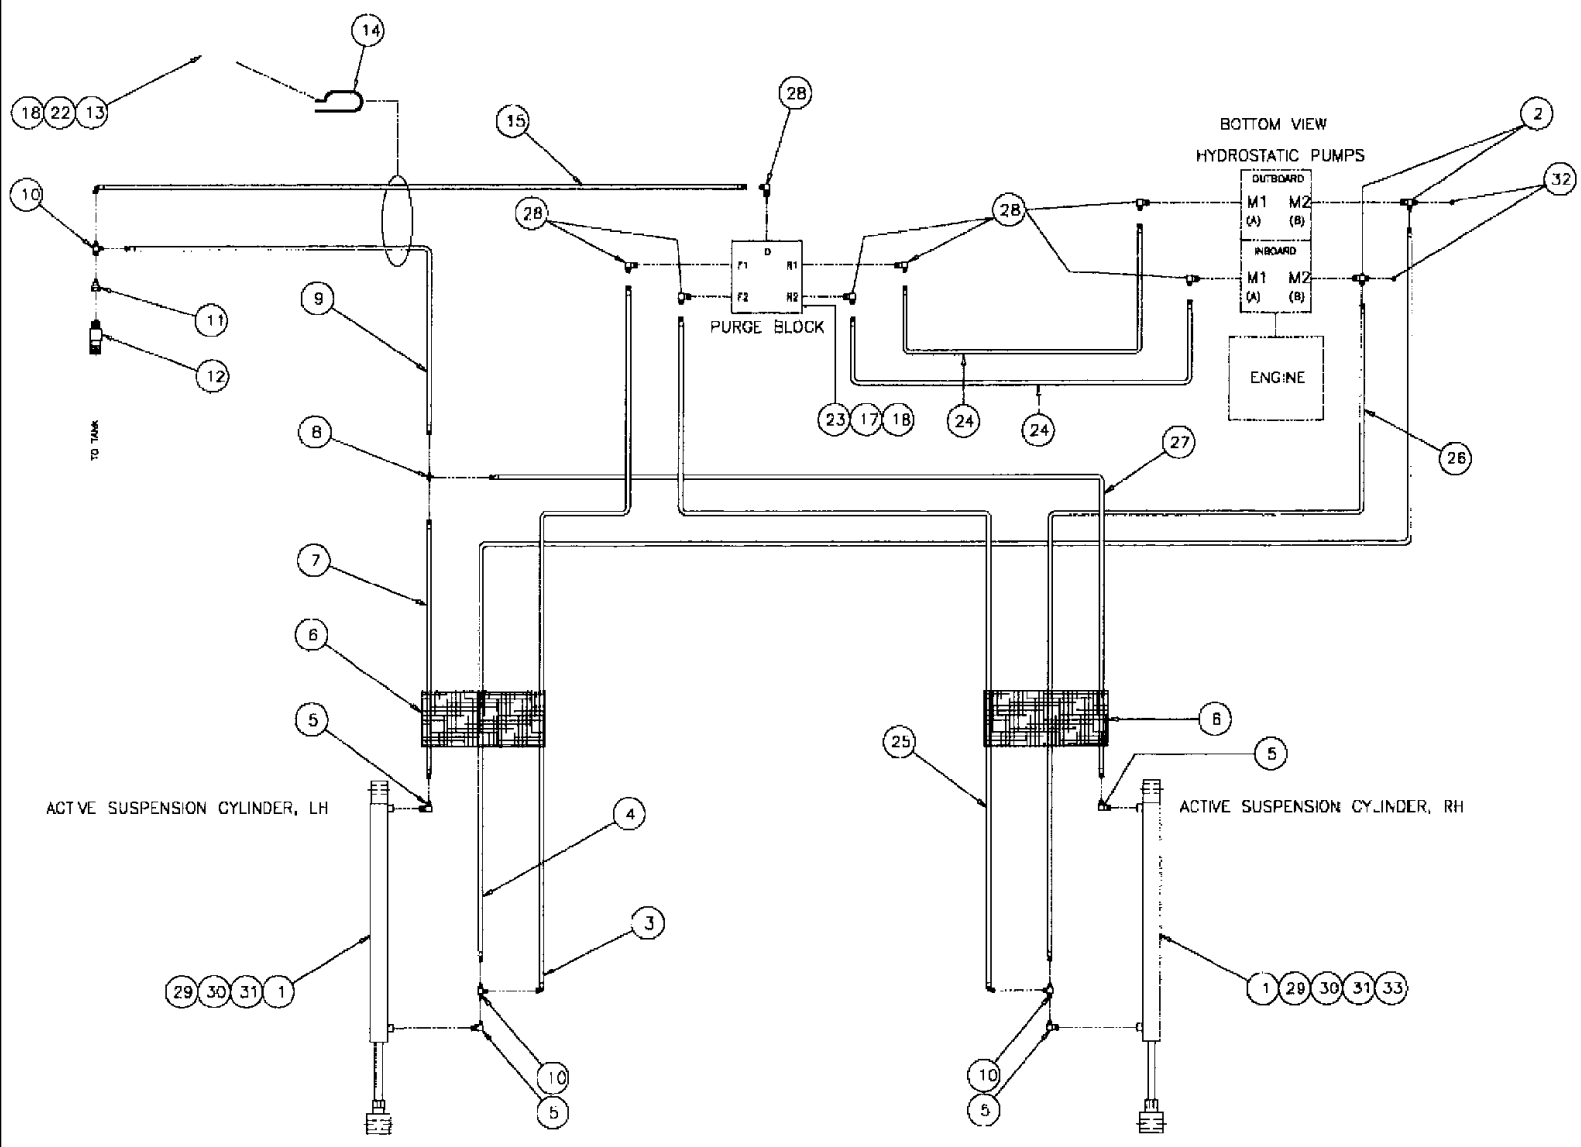 14
18 22 13
28
15
BOTTOM VIEW
HYDROSTATIC PUMPS
2
10
28
28
OUTBOARD
M1 M2
(A) (B)
32
D
F1 R1
F2 R2
PURGE BLOCK
INBOARD
M1 M2
(A) (B)
9
11
12
ENGINE
TO TANK
8
23 17 18
24
24
27
26
7
6
5
6
25
5
ACTIVE SUSPENSION CYLINDER, LH
4
ACTIVE SUSPENSION CYLINDER, RH
3
29 30 31 1
1 29 30 31 33
10
5
10
5